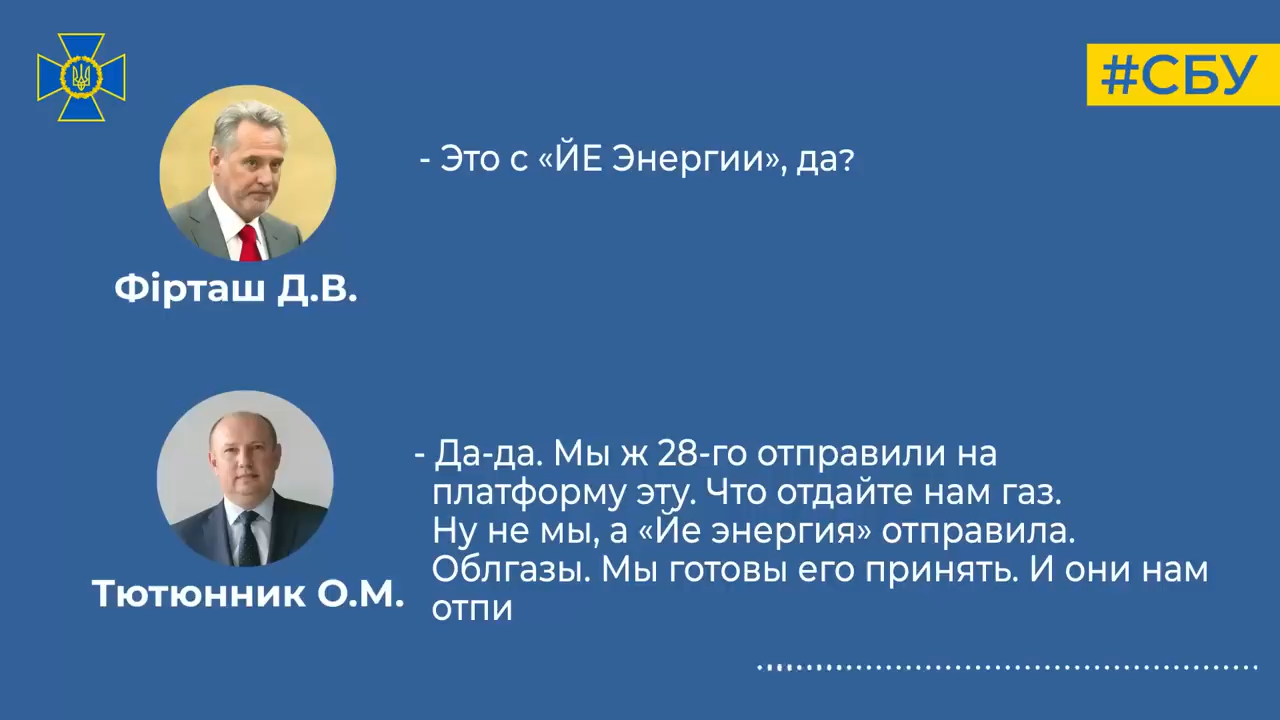 #СБУ
- Это с «ЙЕ Энергии», да?
Фірташ Д.В.
- Да-да. Мы ж 28-го отправили на
платформу эту. Что отдайте нам газ.
Ну не мы, а «Йе энергия» отправила.
Облгазы. Мы готовы его принять. И они нам
отпи
Тютюнник О.М.